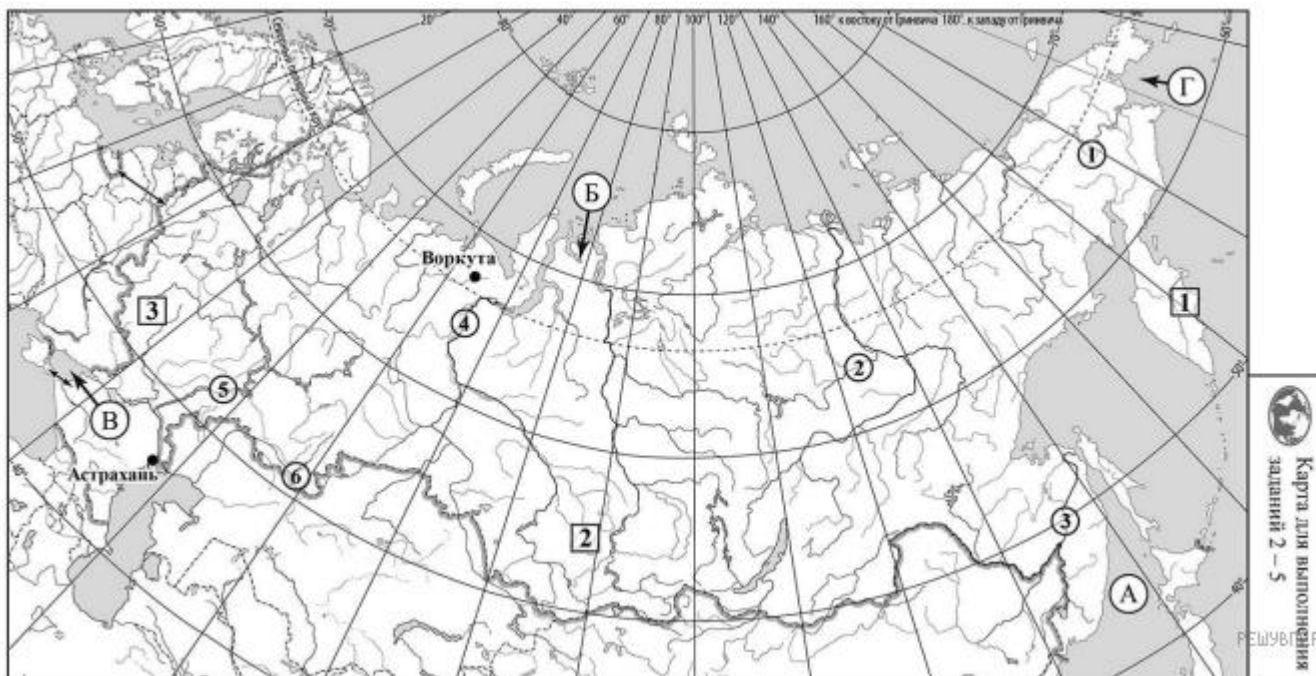 20° 40° 60° 80° 100° 120° 140° 160° к востоку от Гринвича 180° к западу от Гринвича
Г
1
Б
Воркута
3
1
4
2
5
В
Астрахань
6
2
3
А
Карта для выполнения
заданий 2 – 5